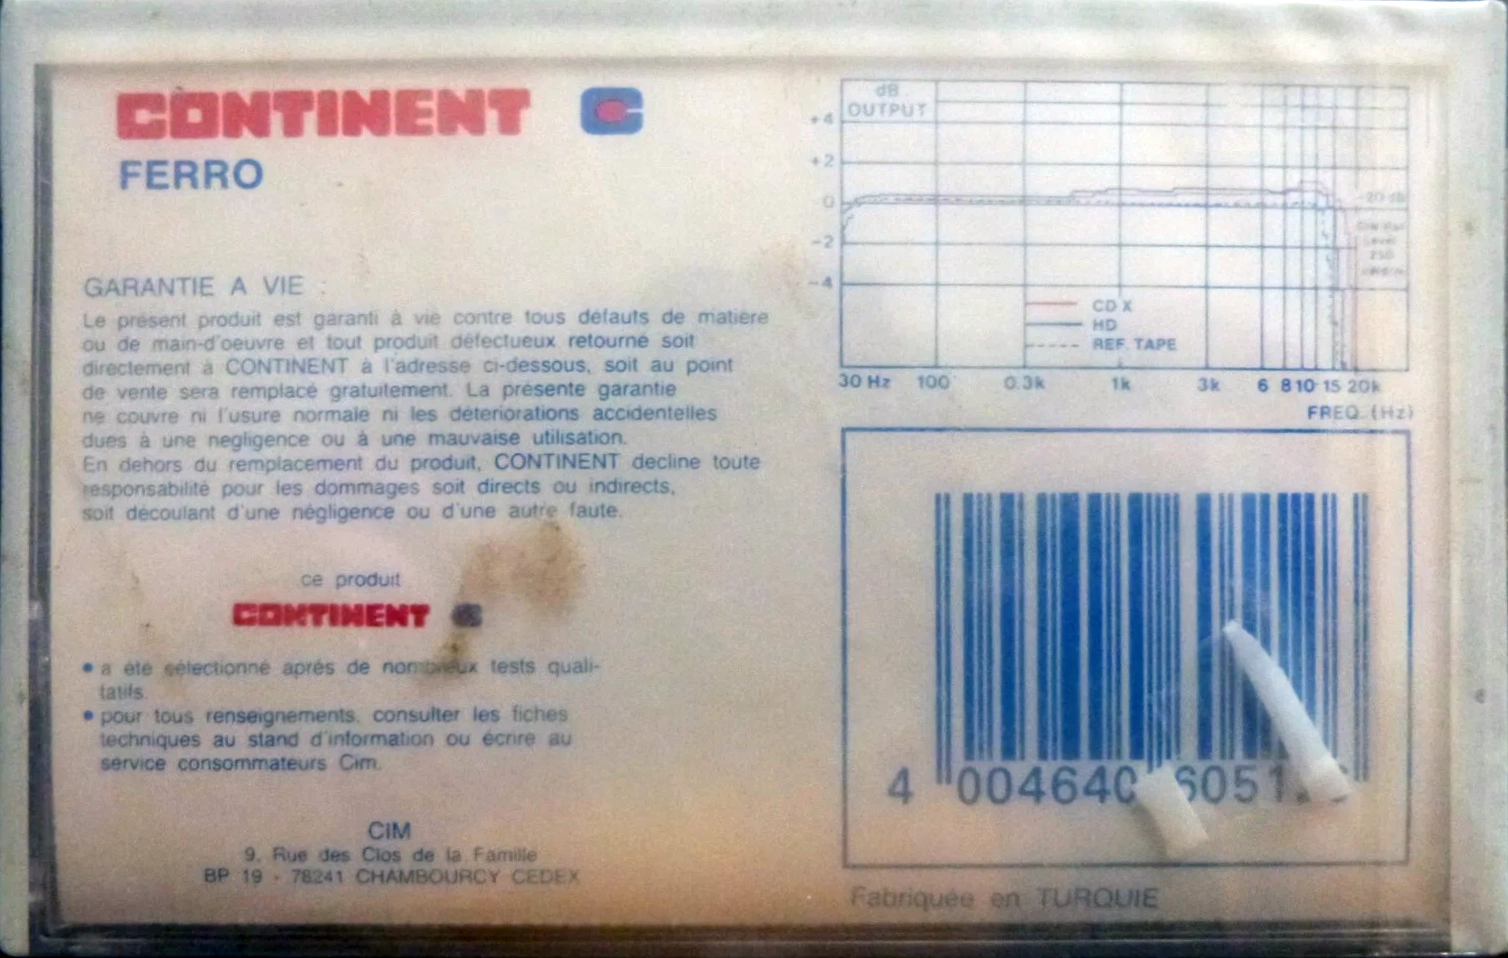 CONTINENT C
FERRO
GARANTIE A VIE :
Le présent produit est garanti à vie contre tous défauts de matière
ou de main-d'oeuvre et tout produit défectueux retourné soit
directement à CONTINENT à l'adresse ci-dessous, soit au point
de vente sera remplacé gratuitement. La présente garantie
ne couvre ni l'usure normale ni les déteriorations accidentelles
dues à une negligence ou à une mauvaise utilisation.
En dehors du remplacement du produit, CONTINENT decline toute
responsabilité pour les dommages soit directs ou indirects,
soit découlant d'une négligence ou d'une autre faute.
ce produit
CONTINENT C
• a été sélectionné aprés de nombreux tests quali-
tatifs.
• pour tous renseignements, consulter les fiches
techniques au stand d'information ou écrire au
service consommateurs Cim.
CIM
9, Rue des Clos de la Famille
BP 19 - 78241 CHAMBOURCY CEDEX
dB
OUTPUT
+4
+2
0
-2
-4
-20 dB
Level
250
CD X
HD
REF. TAPE
30 Hz 100 0.3k 1k 3k 6 8 10 15 20k
FREQ. (Hz)
4 004640 6051
Fabriquée en TURQUIE